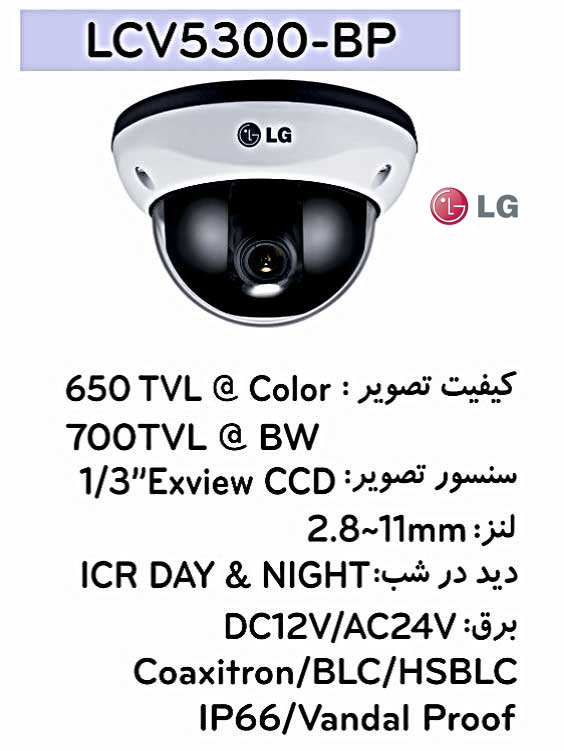 LCV5300-BP
LG
LG
کیفیت تصویر : 650 TVL @ Color
700TVL @ BW
سنسور تصویر: 1/3"Exview CCD
لنز: 2.8~11mm
دید در شب: ICR DAY & NIGHT
برق: DC12V/AC24V
Coaxitron/BLC/HSBLC
IP66/Vandal Proof